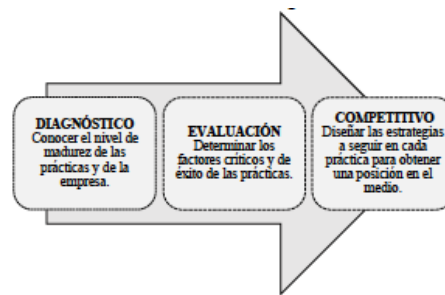 DIAGNÓSTICO
Conocer el nivel de
madurez de las
prácticas y de la
empresa.
EVALUACIÓN
Determinar los
factores críticos y de
éxito de las prácticas.
COMPETITIVO
Diseñar las estrategias
a seguir en cada
práctica para obtener
una posición en el
medio.